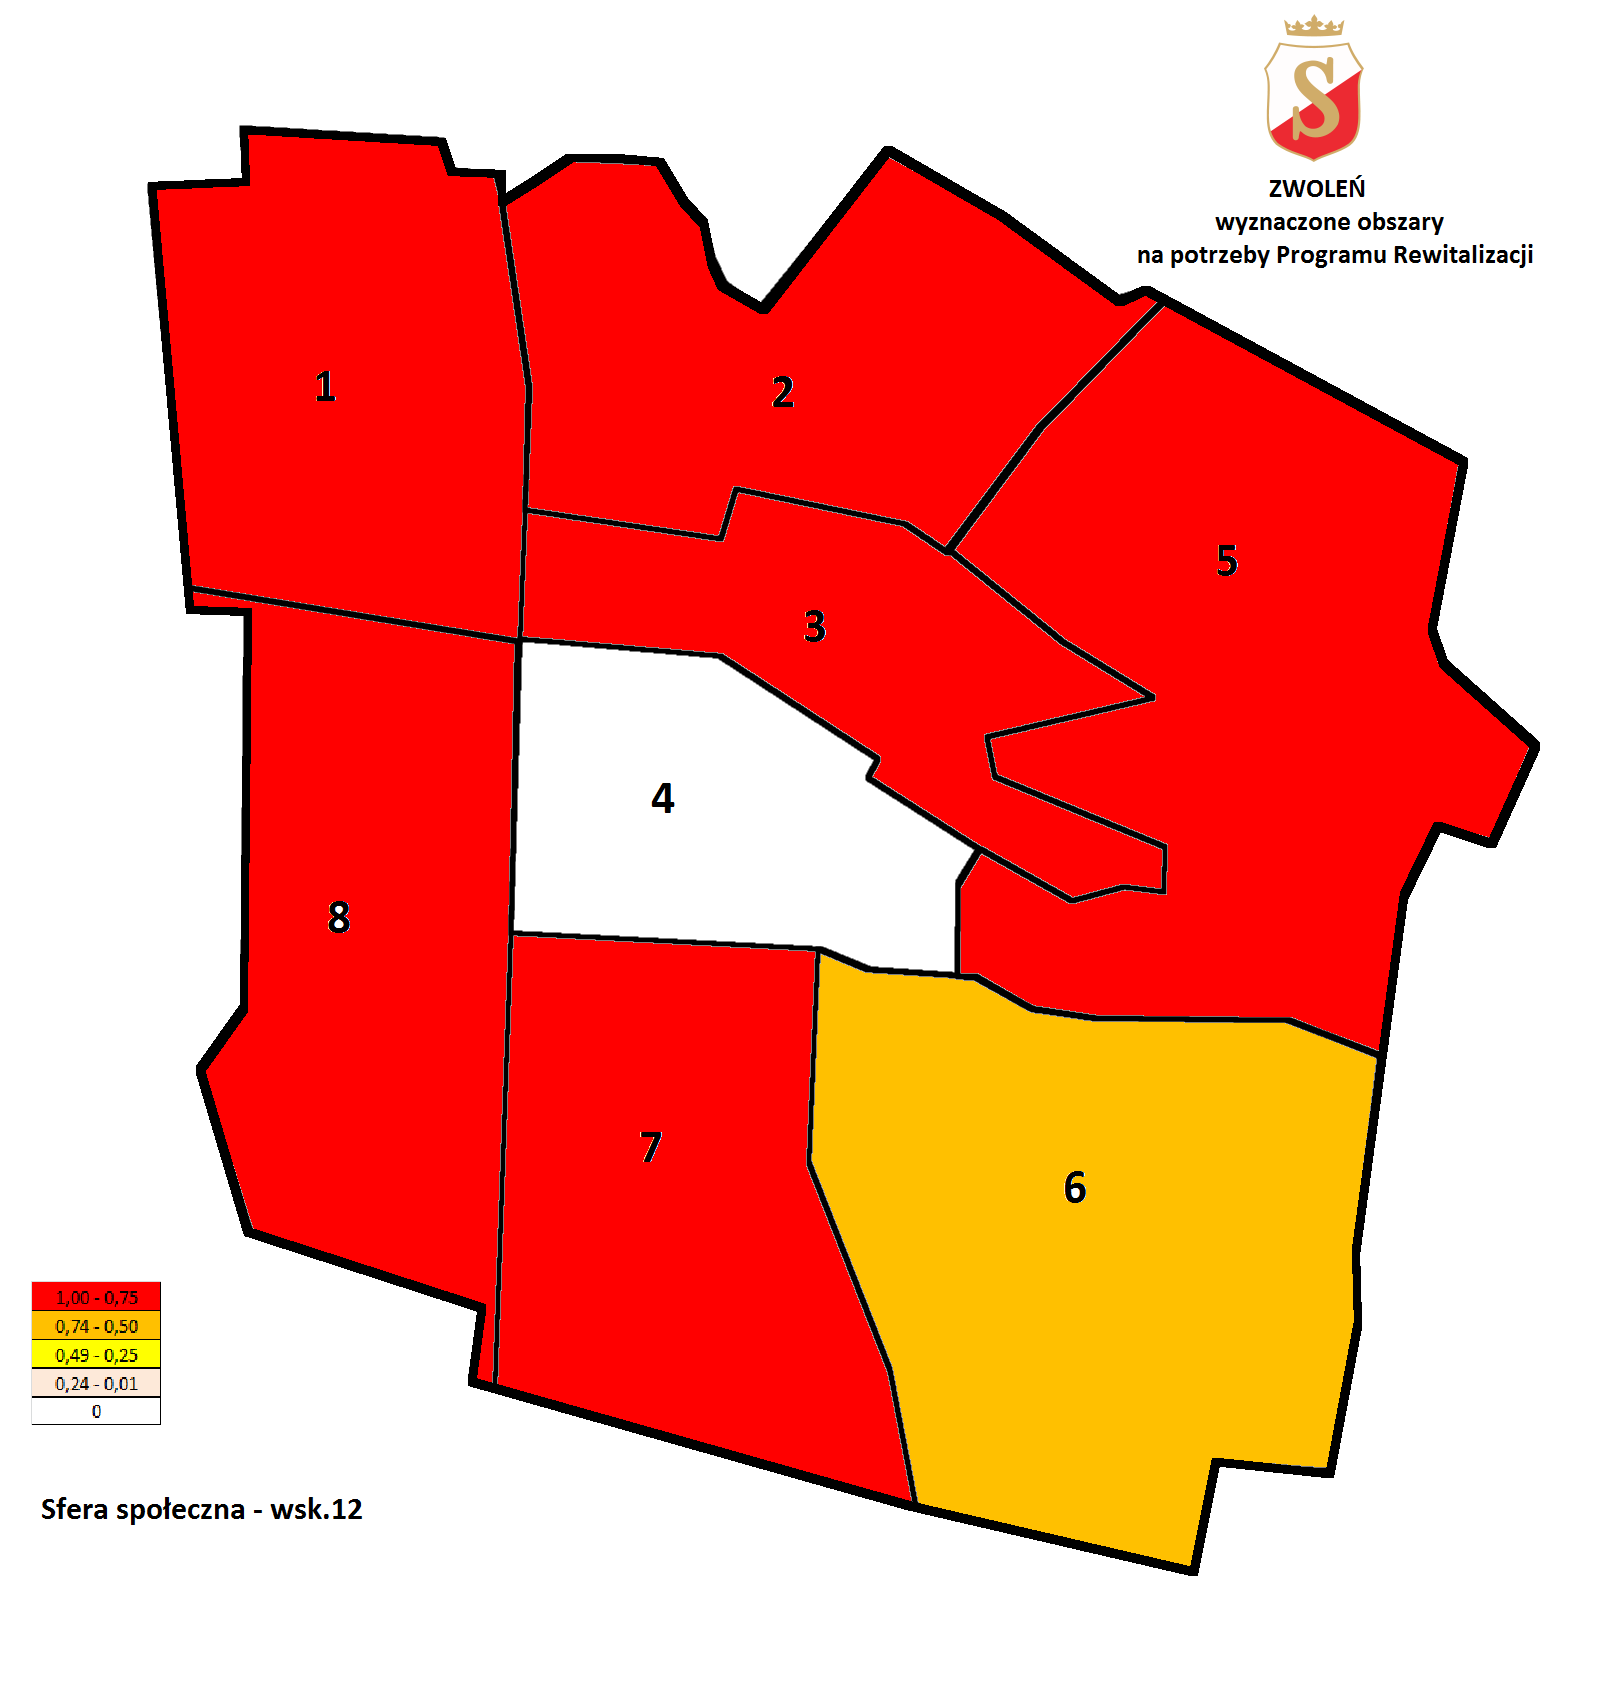 S
ZWOLEŃ
wyznaczone obszary
na potrzeby Programu Rewitalizacji
1
2
5
3
4
8
7
6
1,00 - 0,75
0,74 - 0,50
0,49 - 0,25
0,24 - 0,01
0
Sfera społeczna - wsk.12